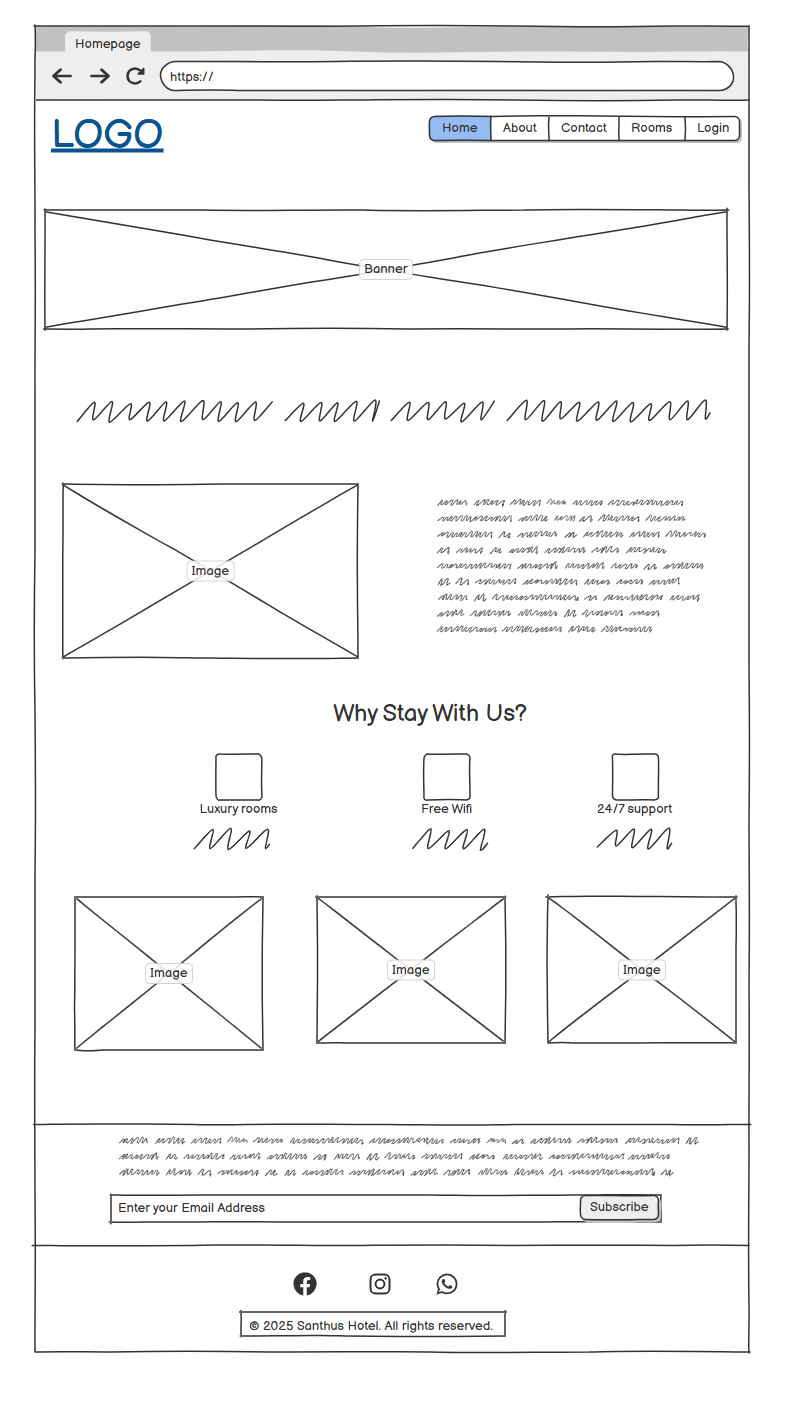 Homepage
https://
LOGO
Home About Contact Rooms Login
Banner
Image
Why Stay With Us?
Luxury rooms Free Wifi 24/7 support
Image Image Image
Enter your Email Address Subscribe
© 2025 Santhus Hotel. All rights reserved.